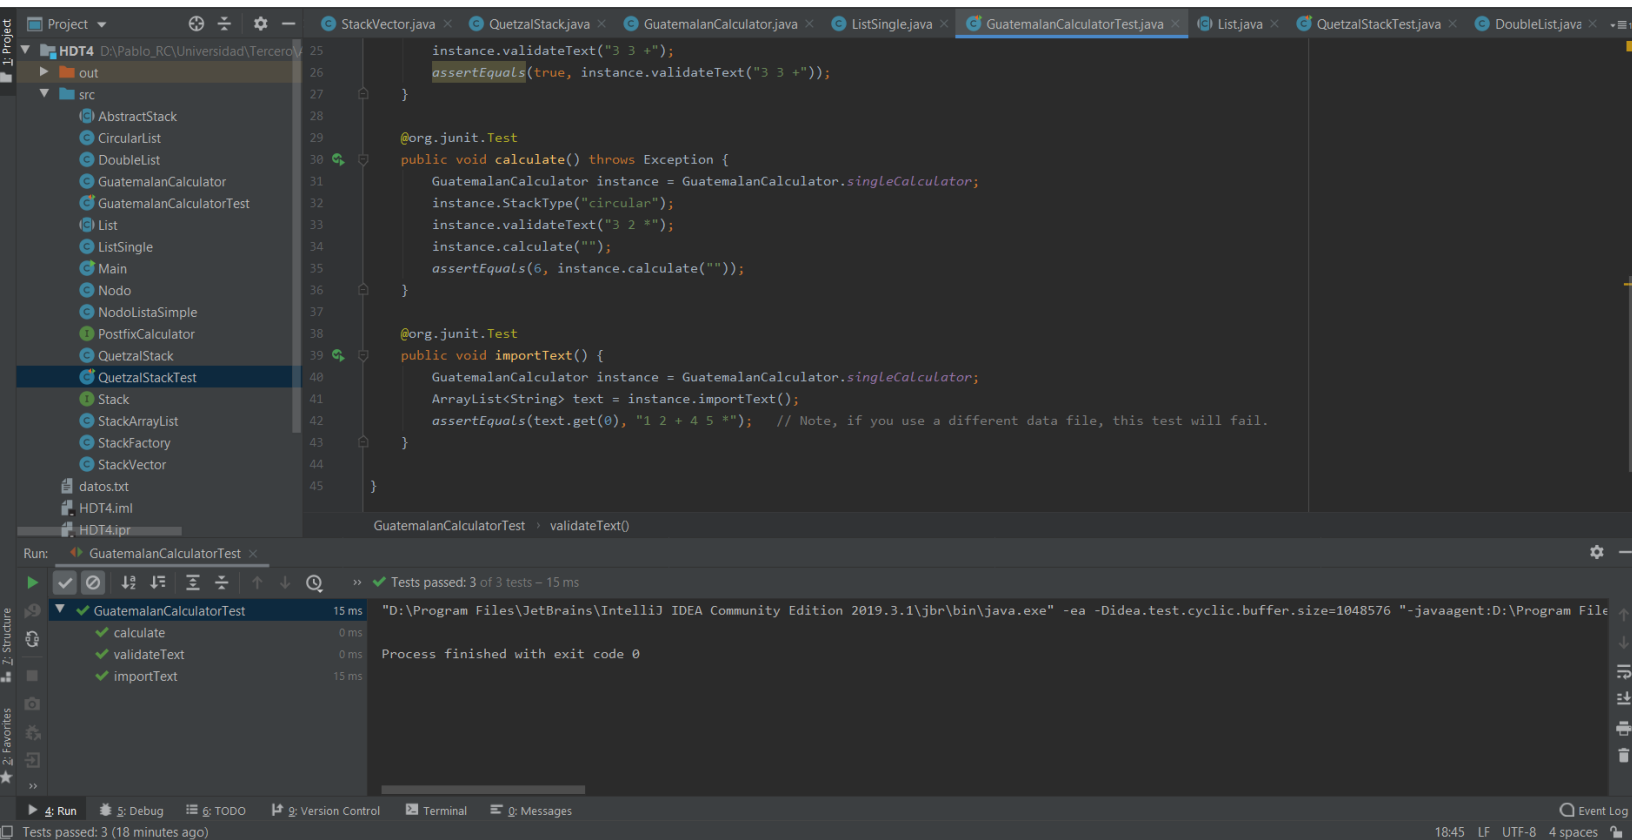 Project
StackVector.java
QuetzalStack.java
GuatemalanCalculator.java
ListSingle.java
GuatemalanCalculatorTest.java
List.java
QuetzalStackTest.java
DoubleList.java
1: Project
HDT4 D:\Pablo_RC\Universidad\Tercero\
out
src
AbstractStack
CircularList
DoubleList
GuatemalanCalculator
GuatemalanCalculatorTest
List
ListSingle
Main
Nodo
NodoListaSimple
PostfixCalculator
QuetzalStack
QuetzalStackTest
Stack
StackArrayList
StackFactory
StackVector
datos.txt
HDT4.iml
HDT4.ipr
25 instance.validateText("3 3 +");
26 assertEquals(true, instance.validateText("3 3 +"));
27 }
28
29 @org.junit.Test
30 public void calculate() throws Exception {
31 GuatemalanCalculator instance = GuatemalanCalculator.singleCalculator;
32 instance.StackType("circular");
33 instance.validateText("3 2 *");
34 instance.calculate("");
35 assertEquals(6, instance.calculate(""));
36 }
37
38 @org.junit.Test
39 public void importText() {
40 GuatemalanCalculator instance = GuatemalanCalculator.singleCalculator;
41 ArrayList<String> text = instance.importText();
42 assertEquals(text.get(0), "1 2 + 4 5 *"); // Note, if you use a different data file, this test will fail.
43 }
44
45 }
GuatemalanCalculatorTest › validateText()
Run: GuatemalanCalculatorTest
» Tests passed: 3 of 3 tests – 15 ms
GuatemalanCalculatorTest 15 ms
calculate 0 ms
validateText 0 ms
importText 15 ms
"D:\Program Files\JetBrains\IntelliJ IDEA Community Edition 2019.3.1\jbr\bin\java.exe" -ea -Didea.test.cyclic.buffer.size=1048576 "-javaagent:D:\Program File
Process finished with exit code 0
Z: Structure
2: Favorites
»
4: Run
5: Debug
6: TODO
9: Version Control
Terminal
0: Messages
Event Log
Tests passed: 3 (18 minutes ago)
18:45 LF UTF-8 4 spaces